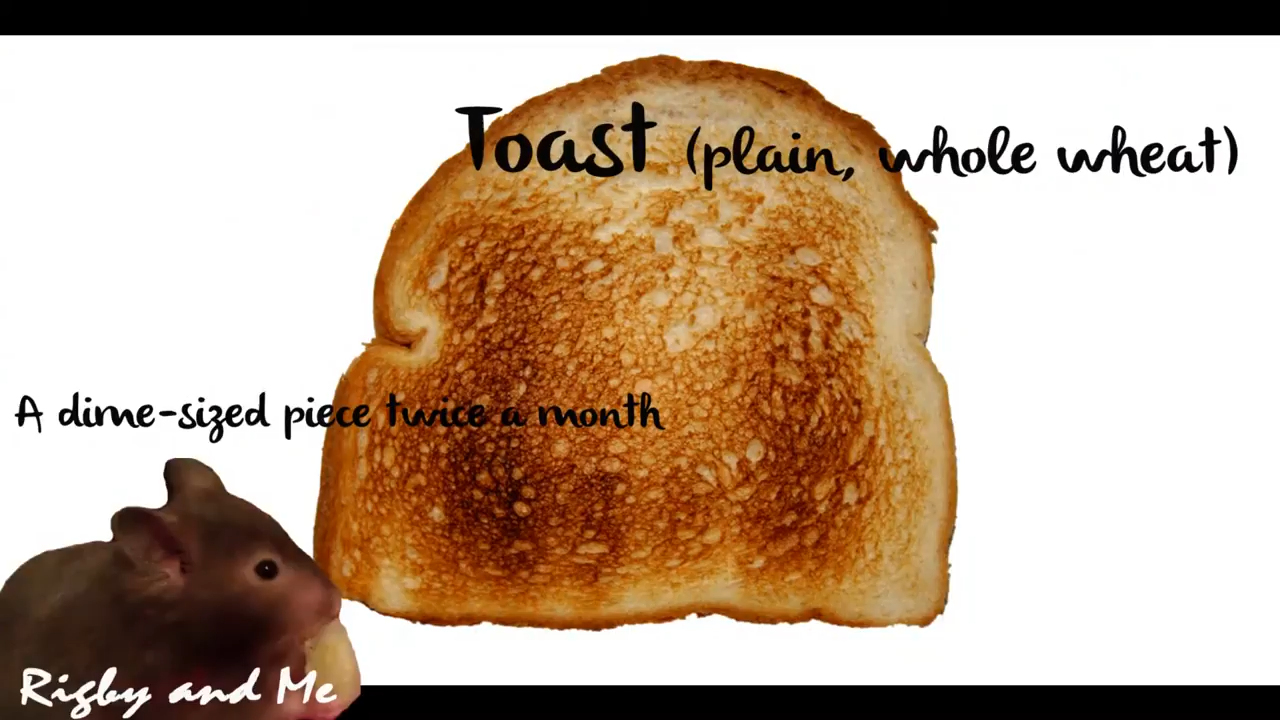 Toast (plain, whole wheat)
A dime-sized piece twice a month
Rigby and Me